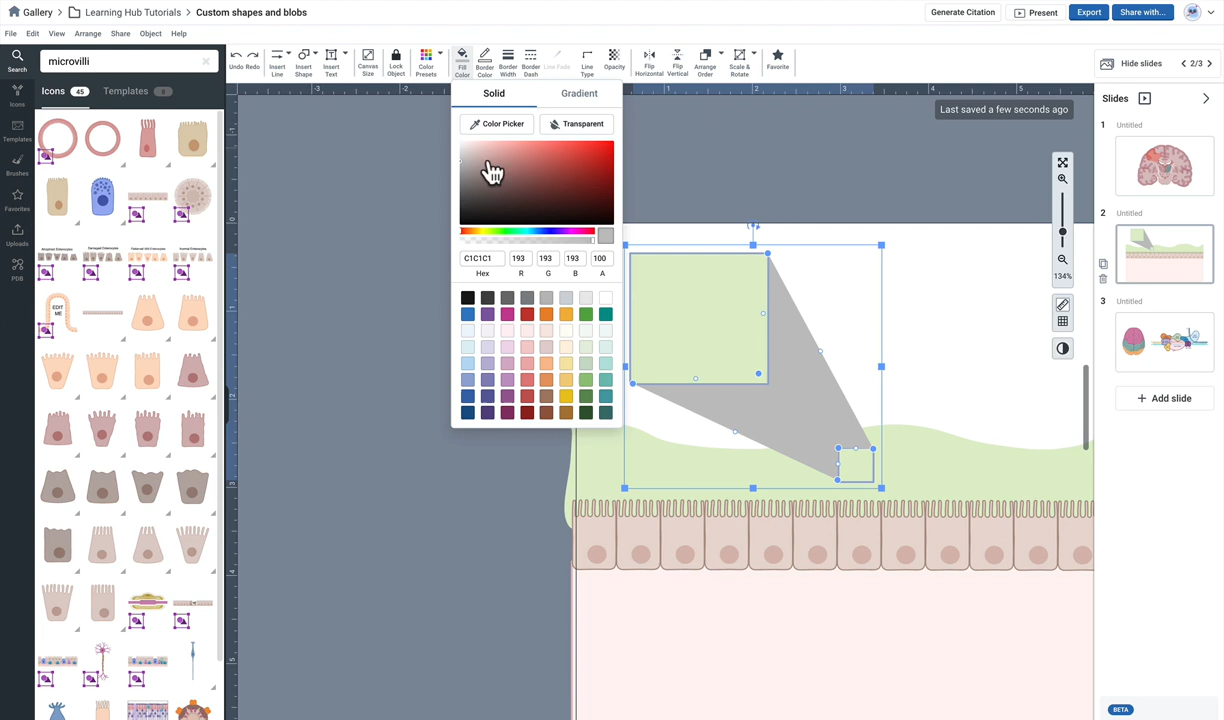 Gallery > Learning Hub Tutorials > Custom shapes and blobs
Generate Citation
Present
Export
Share with...
File Edit View Arrange Share Object Help
Search
Icons
Templates
Brushes
Favorites
Uploads
PDB
microvilli
Icons 45 Templates 8
Undo Redo
Insert Line
Insert Shape
Insert Text
Canvas Size
Lock Object
Color Presets
Fill Color
Border Color
Border Width
Border Dash
Line Fade
Line Type
Opacity
Flip Horizontal
Flip Vertical
Arrange Order
Scale & Rotate
Favorite
Hide slides
2/3
Solid
Gradient
Color Picker
Transparent
C1C1C1 193 193 193 100
Hex R G B A
Last saved a few seconds ago
134%
EDIT ME
Slides
1 Untitled
2 Untitled
3 Untitled
+ Add slide
BETA